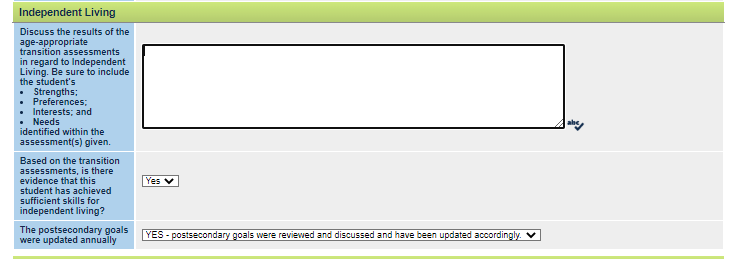 Independent Living
Discuss the results of the
age-appropriate
transition assessments
in regard to Independent
Living. Be sure to include
the student's
• Strengths;
• Preferences;
• Interests; and
• Needs
identified within the
assessment(s) given.
abc
Based on the transition
assessments, is there
evidence that this
student has achieved
sufficient skills for
independent living?
Yes
The postsecondary goals
were updated annually
YES - postsecondary goals were reviewed and discussed and have been updated accordingly.